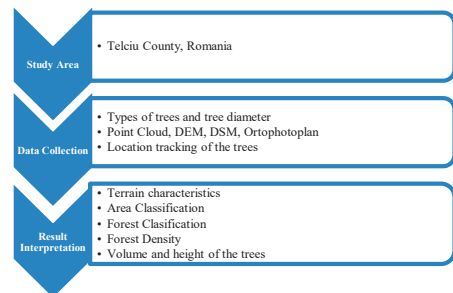 Study Area
• Telciu County, Romania
Data Collection
• Types of trees and tree diameter
• Point Cloud, DEM, DSM, Ortophotoplan
• Location tracking of the trees
Result
Interpretation
• Terrain characteristics
• Area Classification
• Forest Clasification
• Forest Density
• Volume and height of the trees